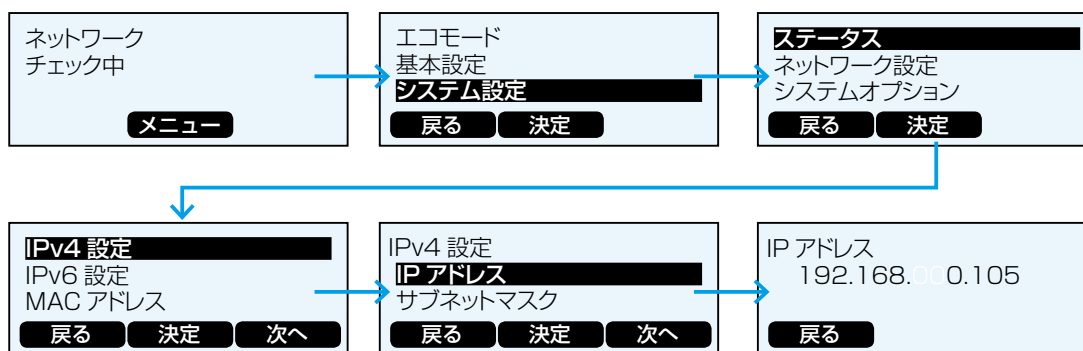 ネットワーク
チェック中
メニュー
エコモード
基本設定
システム設定
戻る 決定
ステータス
ネットワーク設定
システムオプション
戻る 決定
IPv4 設定
IPv6 設定
MAC アドレス
戻る 決定 次へ
IPv4 設定
IP アドレス
サブネットマスク
戻る 決定 次へ
IP アドレス
192.168.000.105
戻る